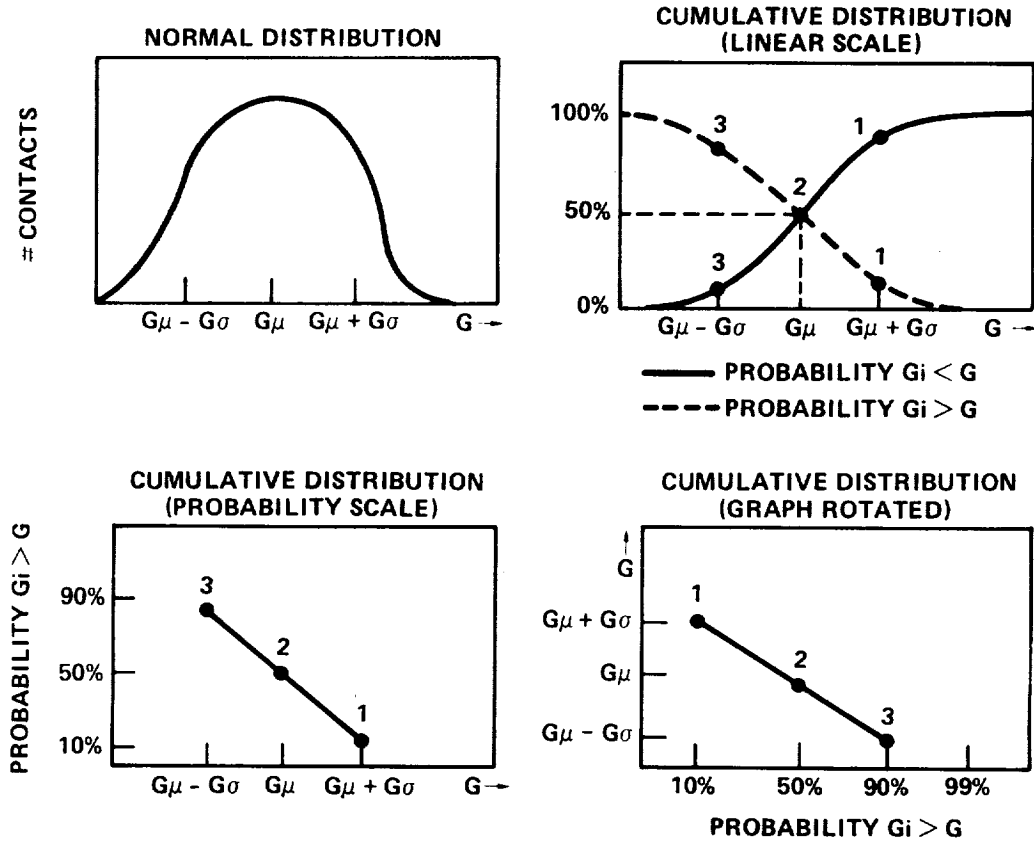 NORMAL DISTRIBUTION
# CONTACTS
Gμ − Gσ Gμ Gμ + Gσ G →
CUMULATIVE DISTRIBUTION
(LINEAR SCALE)
100%
50%
0%
3
1
2
3
1
Gμ − Gσ Gμ Gμ + Gσ G →
PROBABILITY Gi < G
PROBABILITY Gi > G
CUMULATIVE DISTRIBUTION
(PROBABILITY SCALE)
PROBABILITY Gi > G
90%
50%
10%
3
2
1
Gμ − Gσ Gμ Gμ + Gσ G →
CUMULATIVE DISTRIBUTION
(GRAPH ROTATED)
↑
G
Gμ + Gσ
Gμ
Gμ − Gσ
1
2
3
10% 50% 90% 99%
PROBABILITY Gi > G